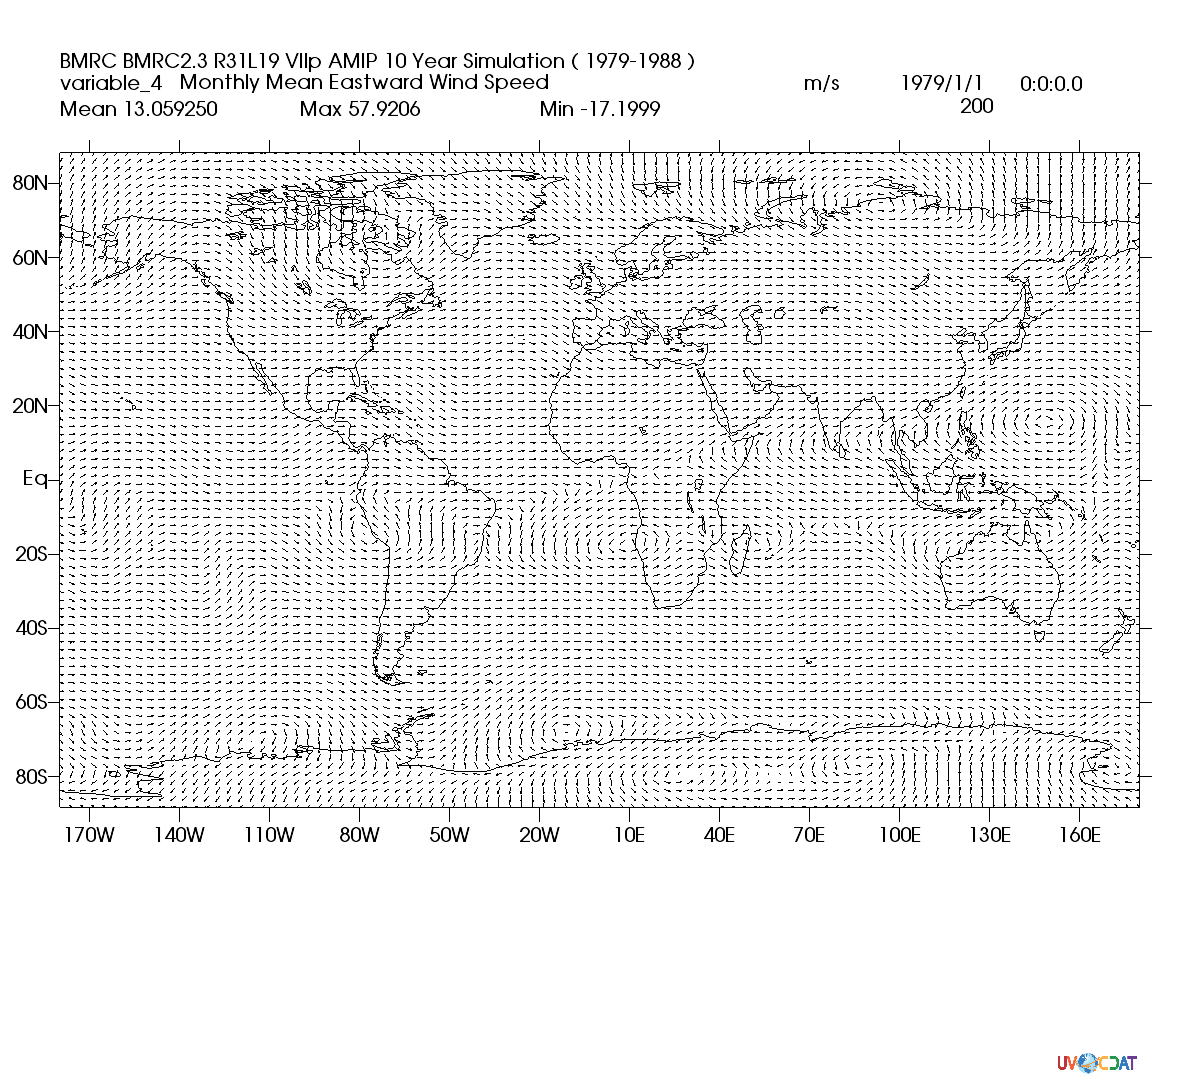 BMRC BMRC2.3 R31L19 VIIp AMIP 10 Year Simulation ( 1979-1988 )
variable_4 Monthly Mean Eastward Wind Speed m/s 1979/1/1 0:0:0.0
Mean 13.059250 Max 57.9206 Min -17.1999 200
80N
60N
40N
20N
Eq
20S
40S
60S
80S
170W 140W 110W 80W 50W 20W 10E 40E 70E 100E 130E 160E
UVCDAT